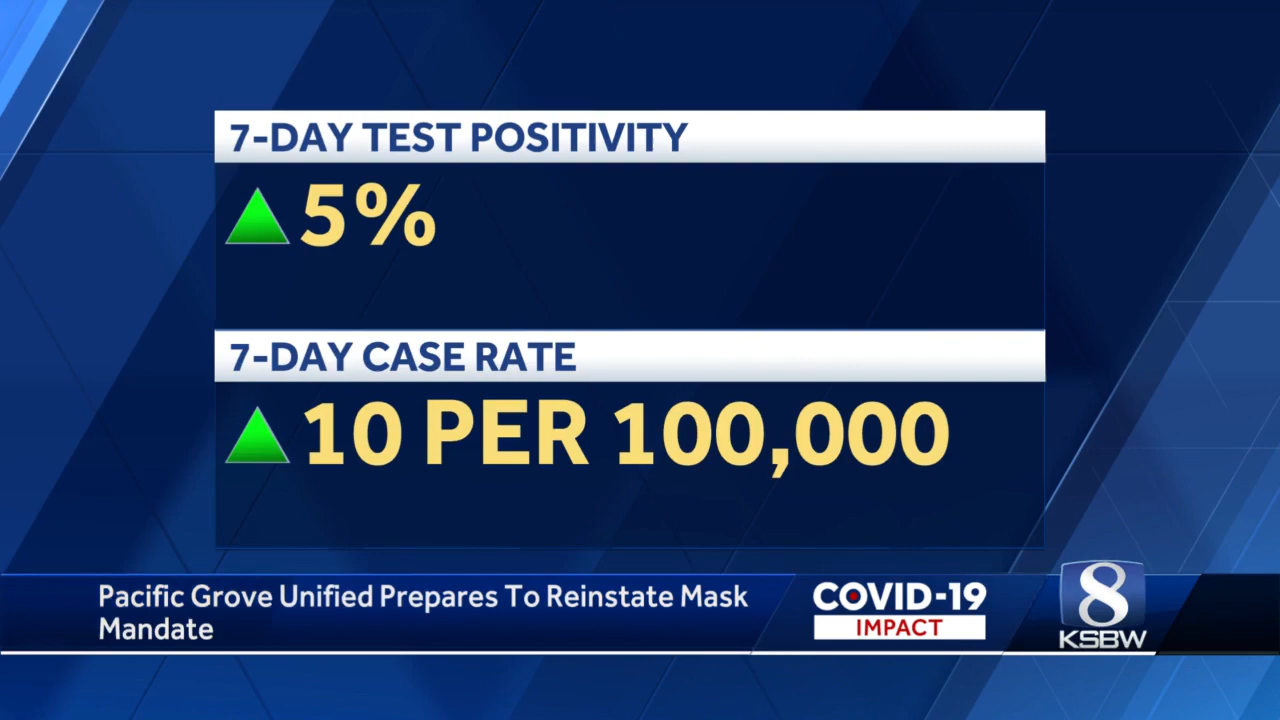 7-DAY TEST POSITIVITY
5%
7-DAY CASE RATE
10 PER 100,000
Pacific Grove Unified Prepares To Reinstate Mask
Mandate
COVID-19
IMPACT
8
KSBW